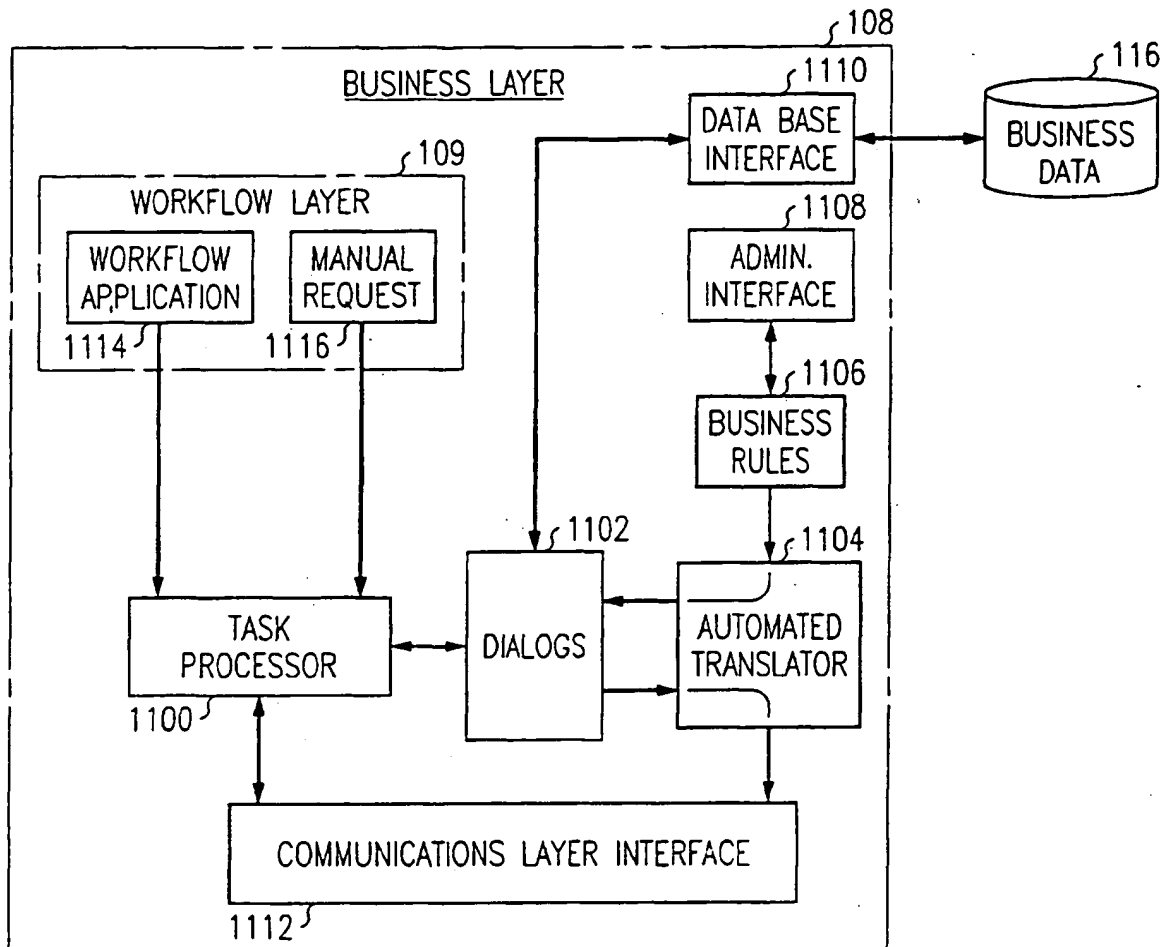 108
BUSINESS LAYER
1110
116
DATA BASE
INTERFACE
BUSINESS
DATA
109
WORKFLOW LAYER
1108
WORKFLOW
APPLICATION
MANUAL
REQUEST
ADMIN.
INTERFACE
1114
1116
1106
BUSINESS
RULES
1102
1104
TASK
PROCESSOR
DIALOGS
AUTOMATED
TRANSLATOR
1100
COMMUNICATIONS LAYER INTERFACE
1112